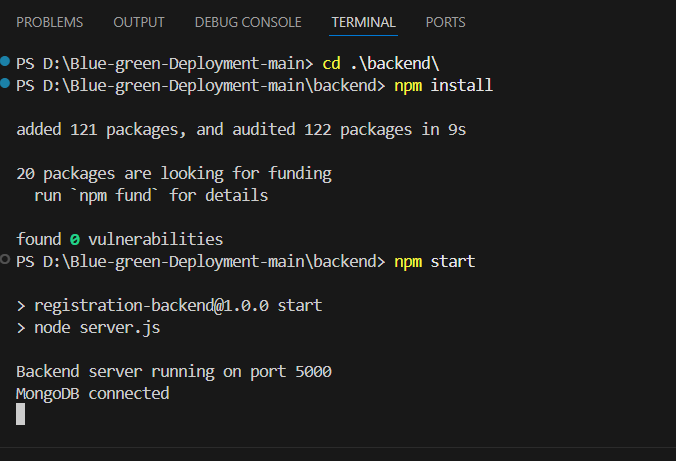 PROBLEMS OUTPUT DEBUG CONSOLE TERMINAL PORTS
PS D:\Blue-green-Deployment-main> cd .\backend\
PS D:\Blue-green-Deployment-main\backend> npm install
added 121 packages, and audited 122 packages in 9s
20 packages are looking for funding
  run `npm fund` for details
found 0 vulnerabilities
PS D:\Blue-green-Deployment-main\backend> npm start
> registration-backend@1.0.0 start
> node server.js
Backend server running on port 5000
MongoDB connected